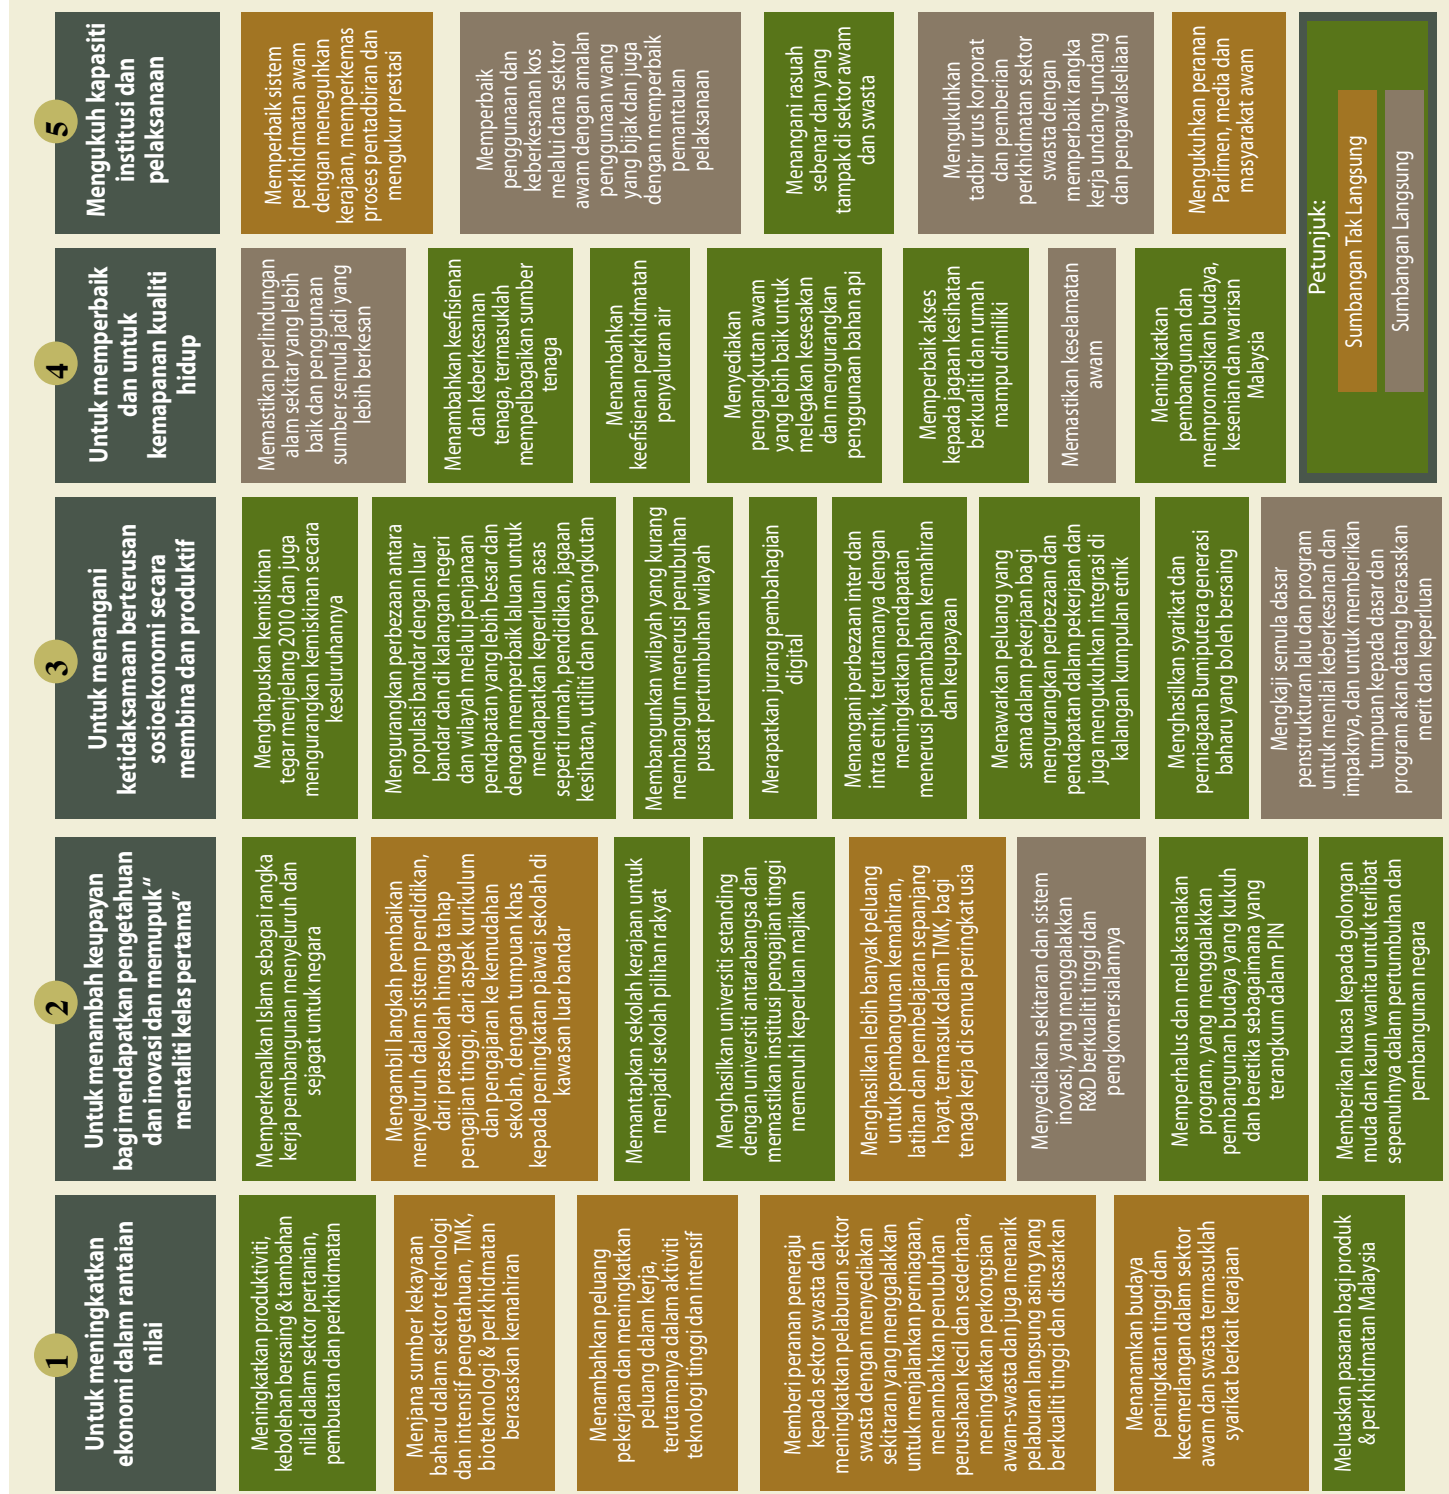 1
Untuk meningkatkan
ekonomi dalam rantaian
nilai
Meningkatkan produktiviti,
kebolehan bersaing & tambahan
nilai dalam sektor pertanian,
pembuatan dan perkhidmatan
Menjana sumber kekayaan
baharu dalam sektor teknologi
dan intensif pengetahuan, TMK,
bioteknologi & perkhidmatan
berasaskan kemahiran
Menambahkan peluang
pekerjaan dan meningkatkan
peluang dalam kerja,
terutamanya dalam aktiviti
teknologi tinggi dan intensif
Memberi peranan peneraju
kepada sektor swasta dan
meningkatkan pelaburan sektor
swasta dengan menyediakan
sekitaran yang menggalakkan
untuk menjalankan perniagaan,
menambahkan penubuhan
perusahaan kecil dan sederhana,
meningkatkan perkongsian
awam-swasta dan juga menarik
pelaburan langsung asing yang
berkualiti tinggi dan disasarkan
Menanamkan budaya
peningkatan tinggi dan
kecemerlangan dalam sektor
awam dan swasta termasuklah
syarikat berkait kerajaan
Meluaskan pasaran bagi produk
& perkhidmatan Malaysia
2
Untuk menambah keupayan
bagi mendapatkan pengetahuan
dan inovasi dan memupuk“
mentaliti kelas pertama”
Memperkenalkan Islam sebagai rangka
kerja pembangunan menyeluruh dan
sejagat untuk negara
Mengambil langkah pembaikan
menyeluruh dalam sistem pendidikan,
dari prasekolah hingga tahap
pengajian tinggi, dari aspek kurikulum
dan pengajaran ke kemudahan
sekolah, dengan tumpuan khas
kepada peningkatan piawai sekolah di
kawasan luar bandar
Memantapkan sekolah kerajaan untuk
menjadi sekolah pilihan rakyat
Menghasilkan universiti setanding
dengan universiti antarabangsa dan
memastikan institusi pengajian tinggi
memenuhi keperluan majikan
Menghasilkan lebih banyak peluang
untuk pembangunan kemahiran,
latihan dan pembelajaran sepanjang
hayat, termasuk dalam TMK, bagi
tenaga kerja di semua peringkat usia
Menyediakan sekitaran dan sistem
inovasi, yang menggalakkan
R&D berkualiti tinggi dan
pengkomersialannya
Memperhalus dan melaksanakan
program, yang menggalakkan
pembangunan budaya yang kukuh
dan beretika sebagaimana yang
terangkum dalam PIN
Memberikan kuasa kepada golongan
muda dan kaum wanita untuk terlibat
sepenuhnya dalam pertumbuhan dan
pembangunan negara
3
Untuk menangani
ketidaksamaan berterusan
sosioekonomi secara
membina dan produktif
Menghapuskan kemiskinan
tegar menjelang 2010 dan juga
mengurangkan kemiskinan secara
keseluruhannya
Mengurangkan perbezaan antara
populasi bandar dengan luar
bandar dan di kalangan negeri
dan wilayah melalui penjanaan
pendapatan yang lebih besar dan
dengan memperbaik laluan untuk
mendapatkan keperluan asas
seperti rumah, pendidikan, jagaan
kesihatan, utiliti dan pengangkutan
Membangunkan wilayah yang kurang
membangun menerusi penubuhan
pusat pertumbuhan wilayah
Merapatkan jurang pembahagian
digital
Menangani perbezaan inter dan
intra etnik, terutamanya dengan
meningkatkan pendapatan
menerusi penambahan kemahiran
dan keupayaan
Menawarkan peluang yang
sama dalam pekerjaan bagi
mengurangkan perbezaan dan
pendapatan dalam pekerjaan dan
juga mengukuhkan integrasi di
kalangan kumpulan etnik
Menghasilkan syarikat dan
perniagaan Bumiputera generasi
baharu yang boleh bersaing
Mengkaji semula dasar
penstrukturan lalu dan program
untuk menilai keberkesanan dan
impaknya, dan untuk memberikan
tumpuan kepada dasar dan
program akan datang berasaskan
merit dan keperluan
4
Untuk memperbaik
dan untuk
kemapanan kualiti
hidup
Memastikan perlindungan
alam sekitar yang lebih
baik dan penggunaan
sumber semula jadi yang
lebih berkesan
Menambahkan keefisienan
dan keberkesanan
tenaga, termasuklah
mempelbagaikan sumber
tenaga
Menambahkan
keefisienan perkhidmatan
penyaluran air
Menyediakan
pengangkutan awam
yang lebih baik untuk
melegakan kesesakan
dan mengurangkan
penggunaan bahan api
Memperbaik akses
kepada jagaan kesihatan
berkualiti dan rumah
mampu dimiliki
Memastikan keselamatan
awam
Meningkatkan
pembangunan dan
mempromosikan budaya,
kesenian dan warisan
Malaysia
5
Mengukuh kapasiti
institusi dan
pelaksanaan
Memperbaik sistem
perkhidmatan awam
dengan meneguhkan
kerajaan, memperkemas
proses pentadbiran dan
mengukur prestasi
Memperbaik
penggunaan dan
keberkesanan kos
melalui dana sektor
awam dengan amalan
penggunaan wang
yang bijak dan juga
dengan memperbaik
pemantauan
pelaksanaan
Menangani rasuah
sebenar dan yang
tampak di sektor awam
dan swasta
Mengukuhkan
tadbir urus korporat
dan pemberian
perkhidmatan sektor
swasta dengan
memperbaik rangka
kerja undang-undang
dan pengawalseliaan
Mengukuhkan peranan
Parlimen, media dan
masyarakat awam
Petunjuk:
Sumbangan Tak Langsung
Sumbangan Langsung